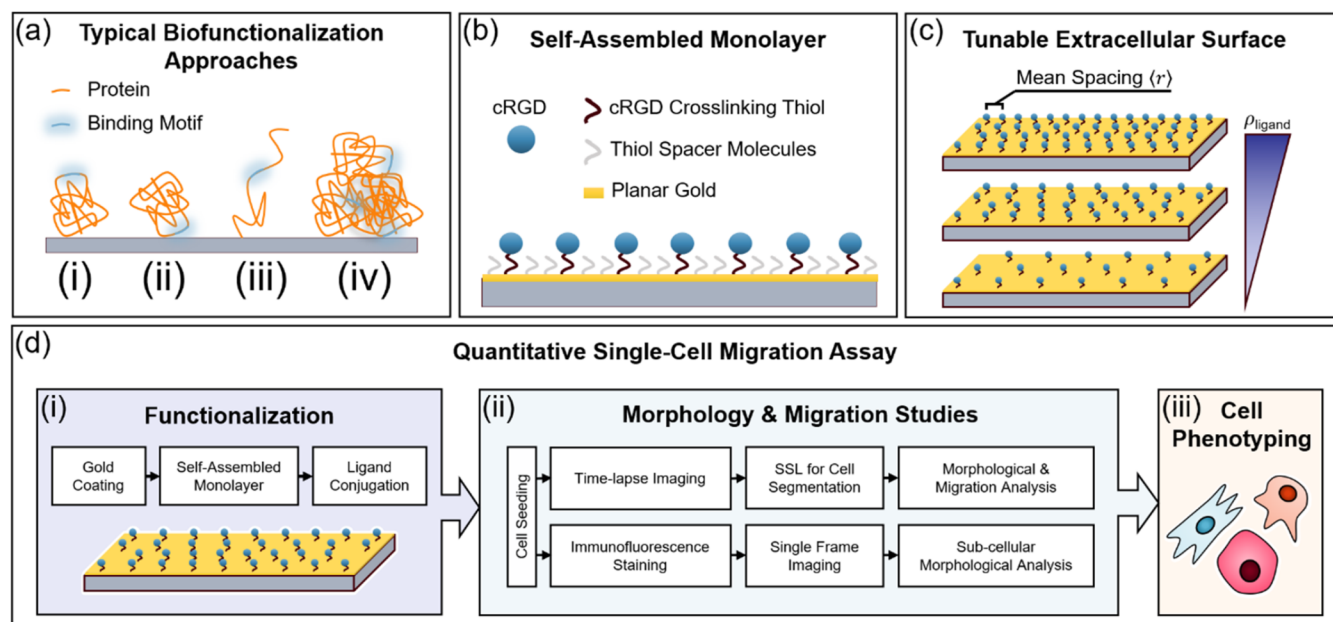 (a)
Typical Biofunctionalization
Approaches
Protein
Binding Motif
(i)
(ii)
(iii)
(iv)
(b)
Self-Assembled Monolayer
cRGD
cRGD Crosslinking Thiol
Thiol Spacer Molecules
Planar Gold
(c)
Tunable Extracellular Surface
Mean Spacing ⟨r⟩
ρligand
(d)
Quantitative Single-Cell Migration Assay
(i)
Functionalization
Gold
Coating
Self-Assembled
Monolayer
Ligand
Conjugation
(ii)
Morphology & Migration Studies
Cell Seeding
Time-lapse Imaging
SSL for Cell
Segmentation
Morphological &
Migration Analysis
Immunofluorescence
Staining
Single Frame
Imaging
Sub-cellular
Morphological Analysis
(iii)
Cell
Phenotyping